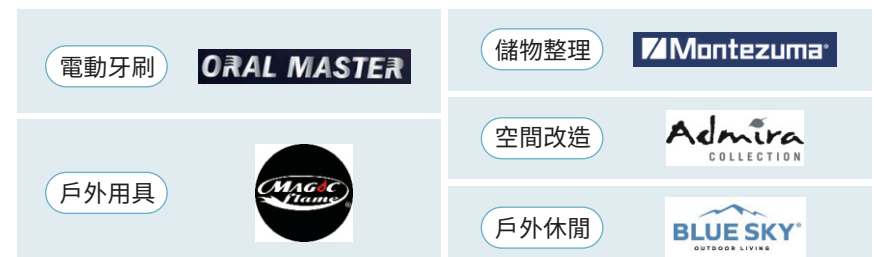 電動牙刷
ORAL MASTER
戶外用具
MAGIC
flame
®
儲物整理
Montezuma
空間改造
Admira
COLLECTION
戶外休閒
BLUE SKY®
OUTDOOR LIVING